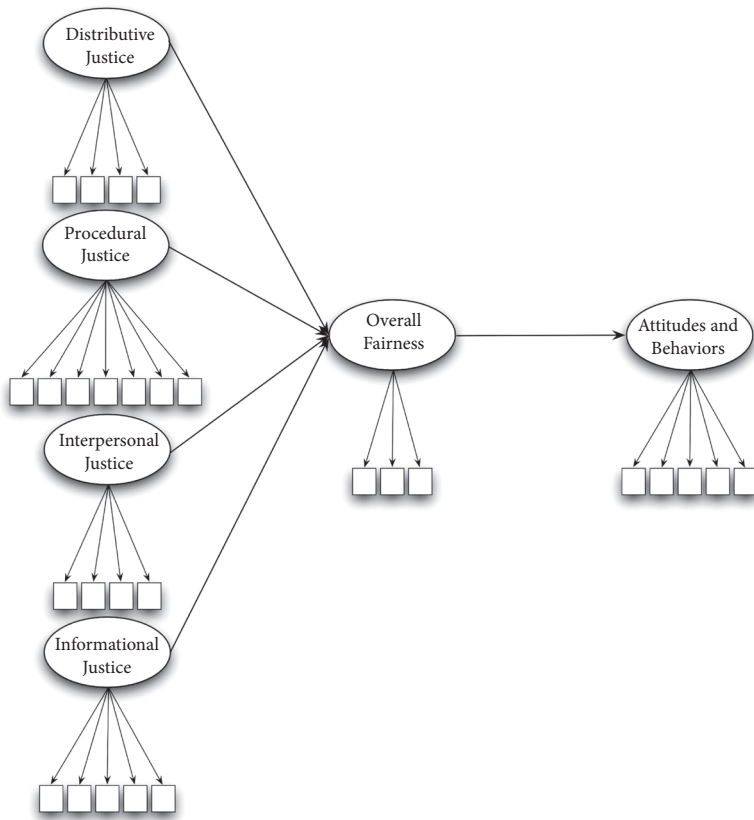 Distributive
Justice
Procedural
Justice
Interpersonal
Justice
Informational
Justice
Overall
Fairness
Attitudes and
Behaviors